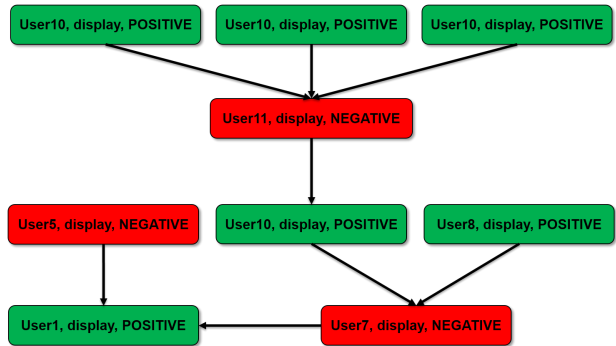 User10, display, POSITIVE
User10, display, POSITIVE
User10, display, POSITIVE
User11, display, NEGATIVE
User5, display, NEGATIVE
User10, display, POSITIVE
User8, display, POSITIVE
User1, display, POSITIVE
User7, display, NEGATIVE